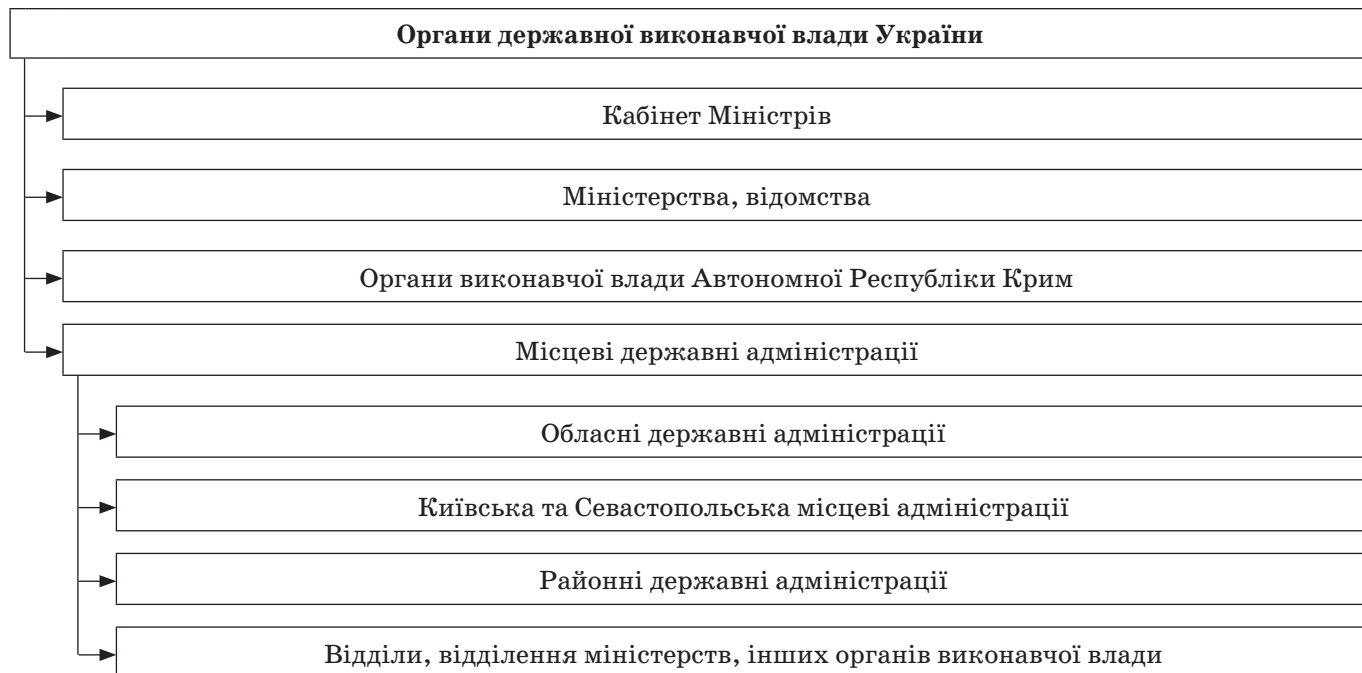 Органи державної виконавчої влади України
Кабінет Міністрів
Міністерства, відомства
Органи виконавчої влади Автономної Республіки Крим
Місцеві державні адміністрації
Обласні державні адміністрації
Київська та Севастопольська місцеві адміністрації
Районні державні адміністрації
Відділи, відділення міністерств, інших органів виконавчої влади